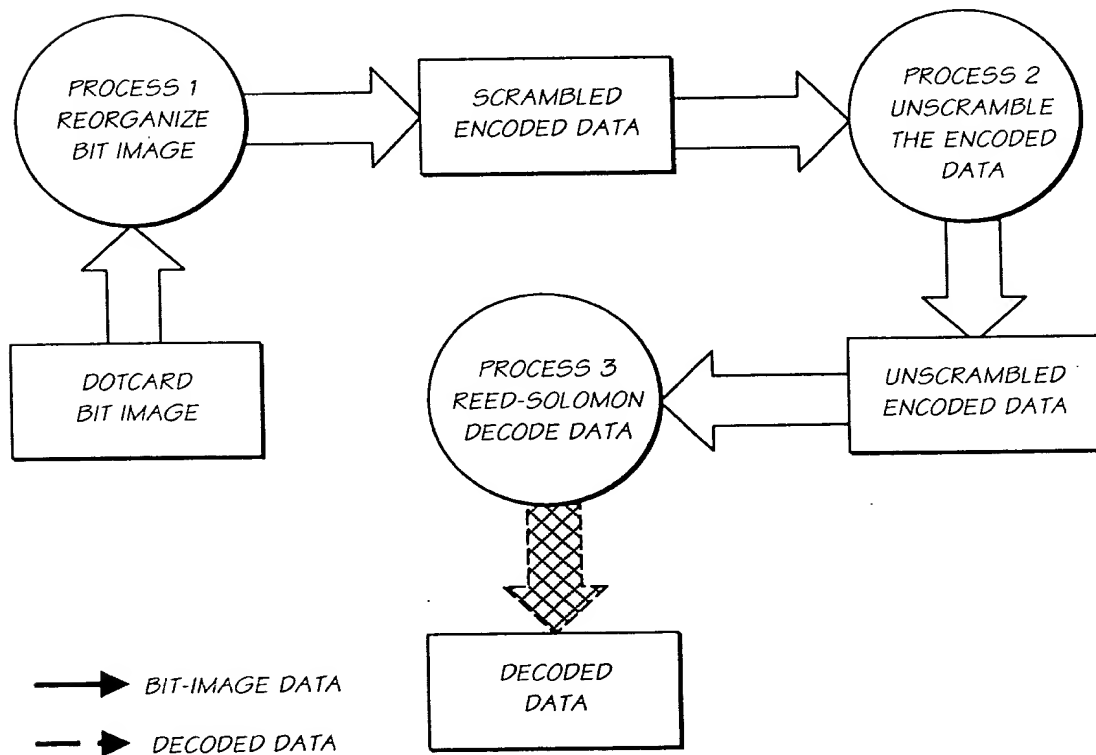 PROCESS 1
REORGANIZE
BIT IMAGE
SCRAMBLED
ENCODED DATA
PROCESS 2
UNSCRAMBLE
THE ENCODED
DATA
DOTCARD
BIT IMAGE
PROCESS 3
REED-SOLOMON
DECODE DATA
UNSCRAMBLED
ENCODED DATA
DECODED
DATA
BIT-IMAGE DATA
DECODED DATA